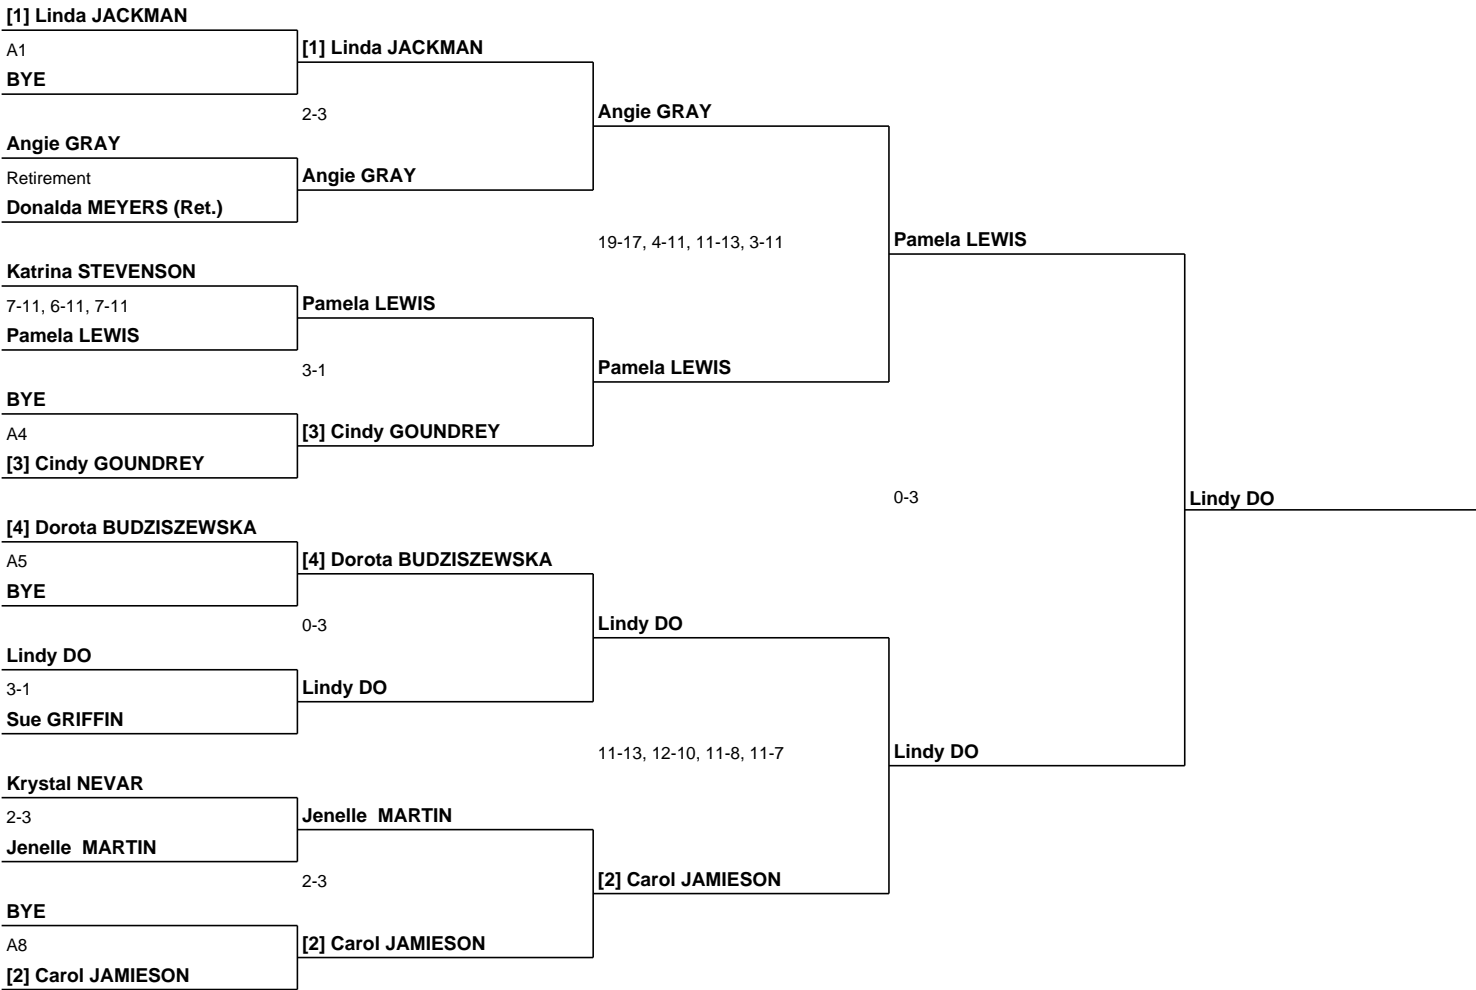 [1] Linda JACKMAN
A1
BYE
Angie GRAY
Retirement
Donalda MEYERS (Ret.)
Katrina STEVENSON
7-11, 6-11, 7-11
Pamela LEWIS
BYE
A4
[3] Cindy GOUNDREY
[4] Dorota BUDZISZEWSKA
A5
BYE
Lindy DO
3-1
Sue GRIFFIN
Krystal NEVAR
2-3
Jenelle  MARTIN
BYE
A8
[2] Carol JAMIESON
[1] Linda JACKMAN
2-3
Angie GRAY
Pamela LEWIS
3-1
[3] Cindy GOUNDREY
[4] Dorota BUDZISZEWSKA
0-3
Lindy DO
Jenelle  MARTIN
2-3
[2] Carol JAMIESON
Angie GRAY
19-17, 4-11, 11-13, 3-11
Pamela LEWIS
Lindy DO
11-13, 12-10, 11-8, 11-7
[2] Carol JAMIESON
Pamela LEWIS
0-3
Lindy DO
Lindy DO